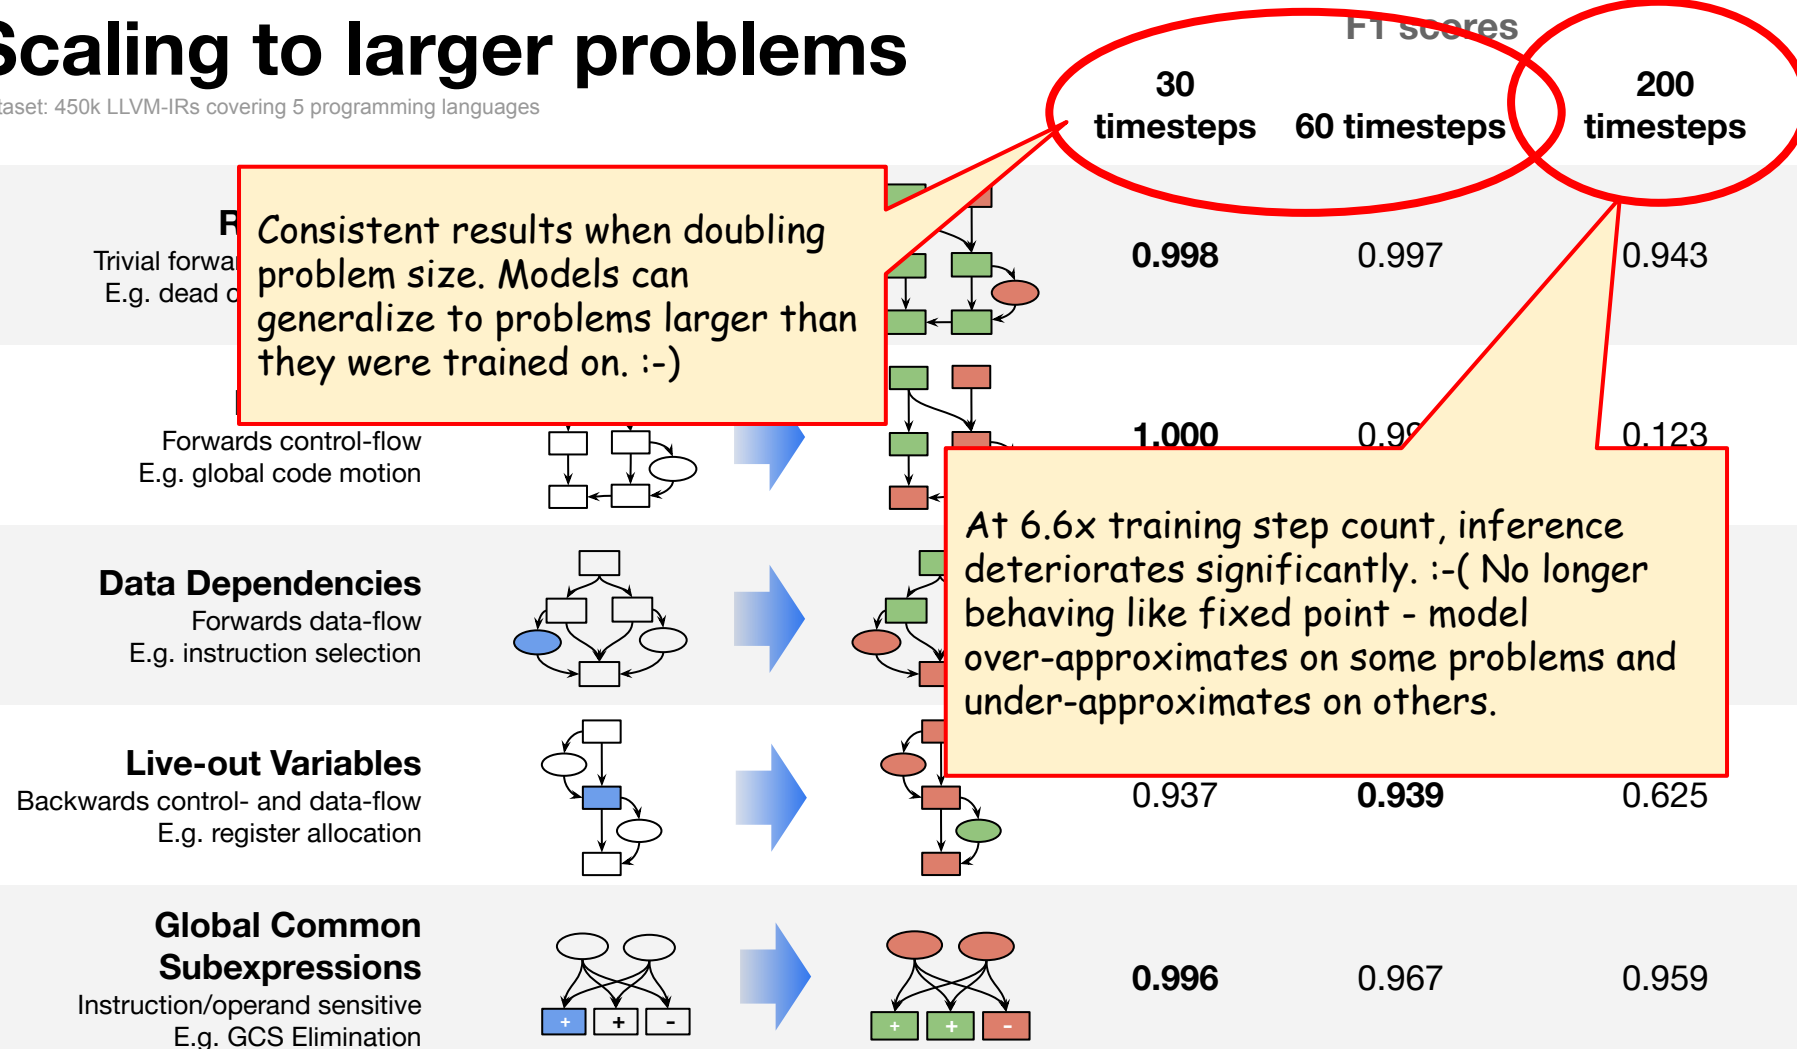 Scaling to larger problems
450k LLVM-IRs covering 5 programming languages
F1 scores
30
timesteps
60 timesteps
200
timesteps
Consistent results when doubling
problem size. Models can
generalize to problems larger than
they were trained on. :-)
Trivial
E.g. dead
0.998
0.997
0.943
Forwards control-flow
E.g. global code motion
1.000
0.123
At 6.6x training step count, inference
deteriorates significantly. :-( No longer
behaving like fixed point - model
over-approximates on some problems and
under-approximates on others.
Data Dependencies
Forwards data-flow
E.g. instruction selection
Live-out Variables
Backwards control- and data-flow
E.g. register allocation
0.937
0.939
0.625
Global Common
Subexpressions
Instruction/operand sensitive
E.g. GCS Elimination
+ + -
+ + -
0.996
0.967
0.959